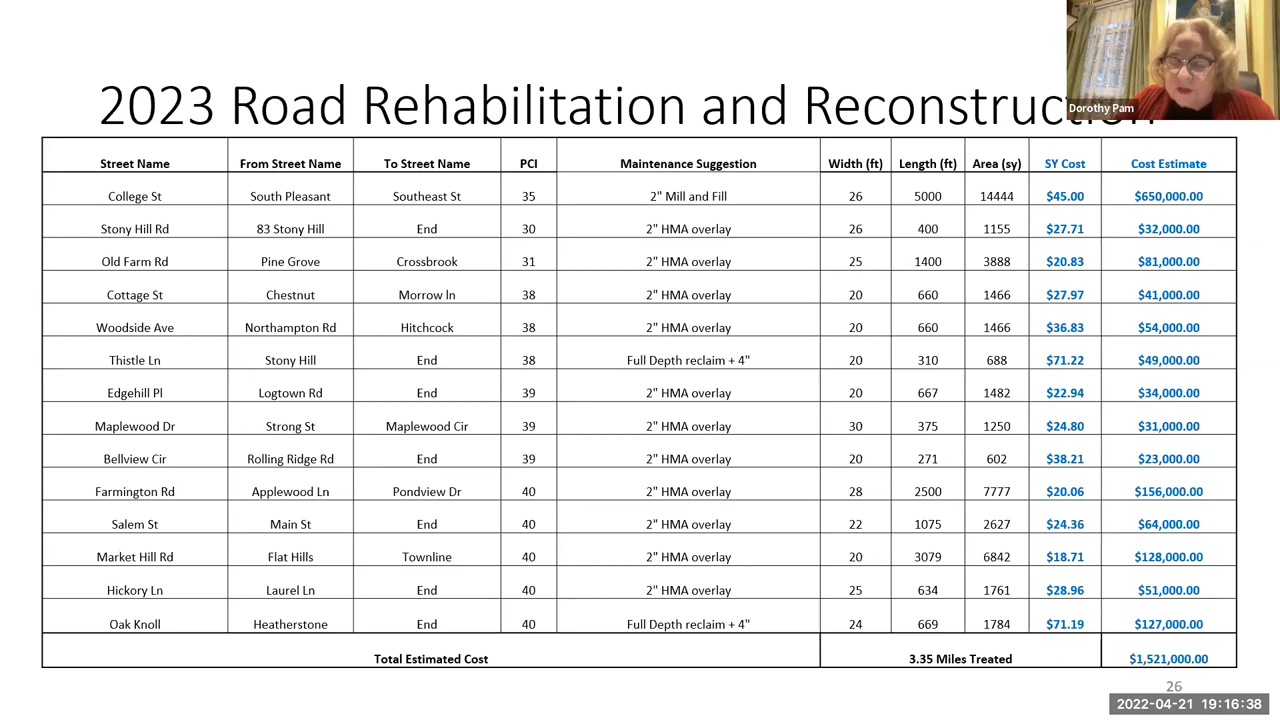 Dorothy Pam
2023 Road Rehabilitation and Reconstruction
Street Name From Street Name To Street Name PCI Maintenance Suggestion Width (ft) Length (ft) Area (sy) SY Cost Cost Estimate
College St South Pleasant Southeast St 35 2" Mill and Fill 26 5000 14444 $45.00 $650,000.00
Stony Hill Rd 83 Stony Hill End 30 2" HMA overlay 26 400 1155 $27.71 $32,000.00
Old Farm Rd Pine Grove Crossbrook 31 2" HMA overlay 25 1400 3888 $20.83 $81,000.00
Cottage St Chestnut Morrow ln 38 2" HMA overlay 20 660 1466 $27.97 $41,000.00
Woodside Ave Northampton Rd Hitchcock 38 2" HMA overlay 20 660 1466 $36.83 $54,000.00
Thistle Ln Stony Hill End 38 Full Depth reclaim + 4" 20 310 688 $71.22 $49,000.00
Edgehill Pl Logtown Rd End 39 2" HMA overlay 20 667 1482 $22.94 $34,000.00
Maplewood Dr Strong St Maplewood Cir 39 2" HMA overlay 30 375 1250 $24.80 $31,000.00
Bellview Cir Rolling Ridge Rd End 39 2" HMA overlay 20 271 602 $38.21 $23,000.00
Farmington Rd Applewood Ln Pondview Dr 40 2" HMA overlay 28 2500 7777 $20.06 $156,000.00
Salem St Main St End 40 2" HMA overlay 22 1075 2627 $24.36 $64,000.00
Market Hill Rd Flat Hills Townline 40 2" HMA overlay 20 3079 6842 $18.71 $128,000.00
Hickory Ln Laurel Ln End 40 2" HMA overlay 25 634 1761 $28.96 $51,000.00
Oak Knoll Heatherstone End 40 Full Depth reclaim + 4" 24 669 1784 $71.19 $127,000.00
Total Estimated Cost 3.35 Miles Treated $1,521,000.00
26
2022-04-21 19:16:38